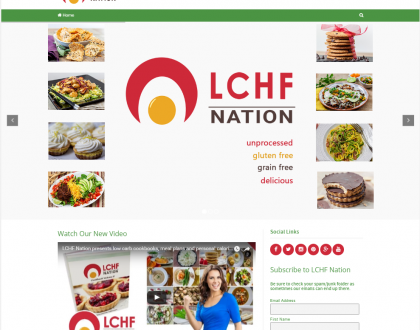 Home
LCHF
NATION
unprocessed
gluten free
grain free
delicious
Watch Our New Video
LCHF Nation presents low carb cookbooks, meal plans and personal tailori...
LCHF
NATION
Social Links
Subscribe to LCHF Nation
Be sure to check your spam/junk folder as
sometimes our emails can end up there.
Email Address
First Name